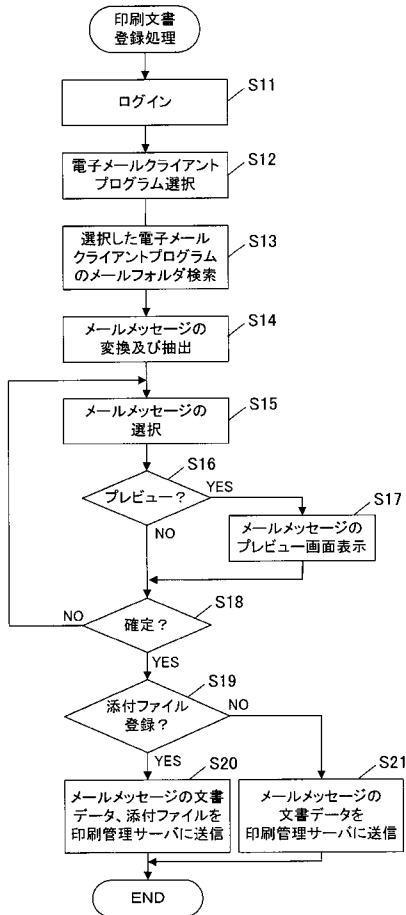 印刷文書
登録処理
S11
ログイン
S12
電子メールクライアント
プログラム選択
S13
選択した電子メール
クライアントプログラム
のメールフォルダ検索
S14
メールメッセージの
変換及び抽出
S15
メールメッセージの
選択
S16
プレビュー？
YES
NO
S17
メールメッセージの
プレビュー画面表示
S18
確定？
NO
YES
S19
添付ファイル
登録？
NO
YES
S20
メールメッセージの文書
データ、添付ファイルを
印刷管理サーバに送信
S21
メールメッセージの
文書データを
印刷管理サーバに送信
END